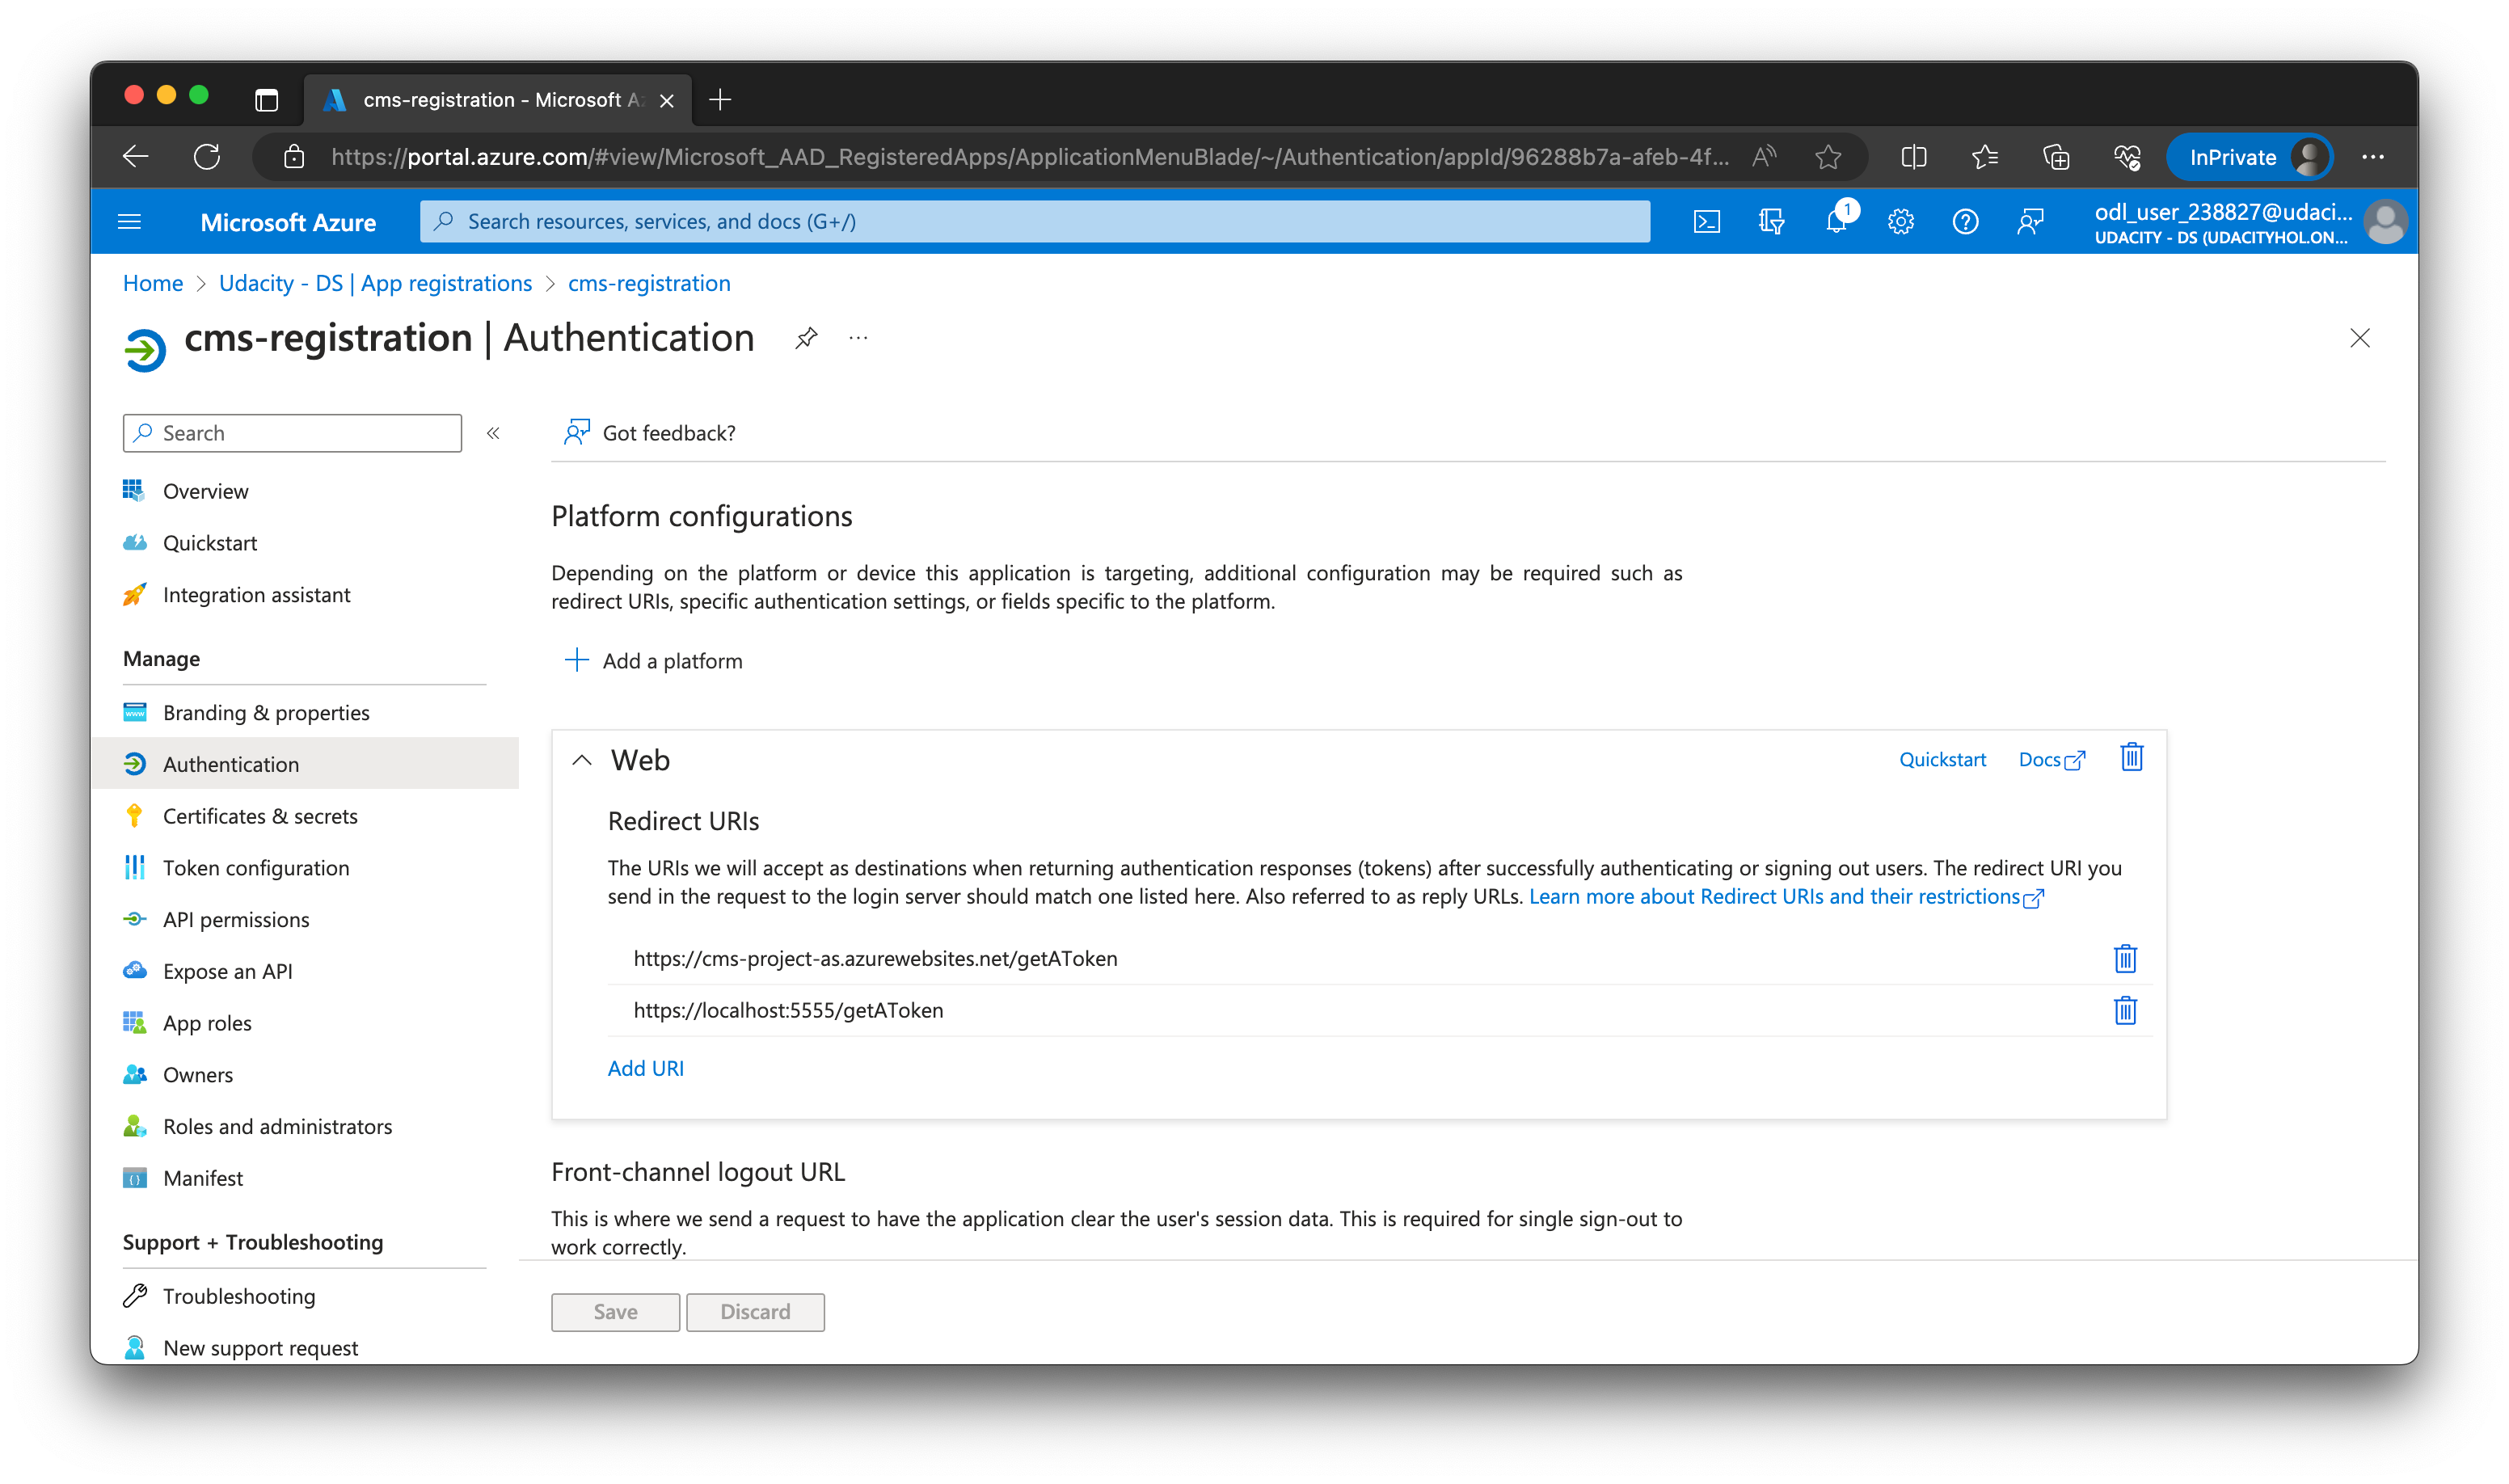 cms-registration - Microsoft A
https://portal.azure.com/#view/Microsoft_AAD_RegisteredApps/ApplicationMenuBlade/~/Authentication/appId/96288b7a-afeb-4f...
InPrivate
Microsoft Azure
Search resources, services, and docs (G+/)
1
odl_user_238827@udaci...
UDACITY - DS (UDACITYHOL.ON...
Home > Udacity - DS | App registrations > cms-registration
cms-registration | Authentication
Search
Overview
Quickstart
Integration assistant
Manage
Branding & properties
Authentication
Certificates & secrets
Token configuration
API permissions
Expose an API
App roles
Owners
Roles and administrators
Manifest
Support + Troubleshooting
Troubleshooting
New support request
Got feedback?
Platform configurations
Depending on the platform or device this application is targeting, additional configuration may be required such as
redirect URIs, specific authentication settings, or fields specific to the platform.
Add a platform
Web
Quickstart
Docs
Redirect URIs
The URIs we will accept as destinations when returning authentication responses (tokens) after successfully authenticating or signing out users. The redirect URI you
send in the request to the login server should match one listed here. Also referred to as reply URLs. Learn more about Redirect URIs and their restrictions
https://cms-project-as.azurewebsites.net/getAToken
https://localhost:5555/getAToken
Add URI
Front-channel logout URL
This is where we send a request to have the application clear the user's session data. This is required for single sign-out to
work correctly.
Save
Discard